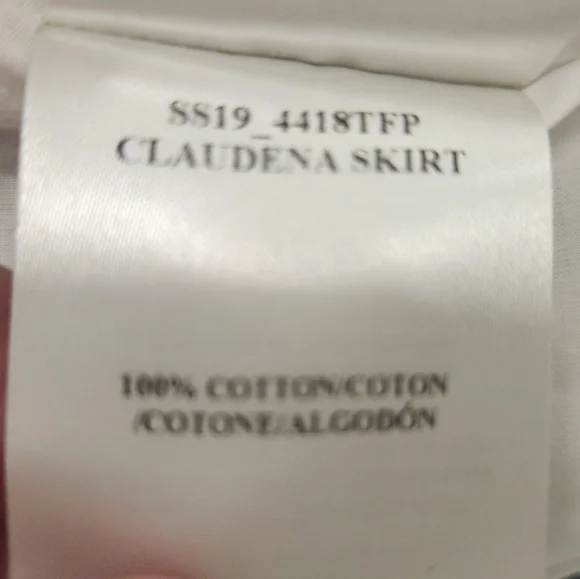 SS19_4418TFP
CLAUDENA SKIRT
100% COTTON/COTON
/COTONE/ALGODÓN